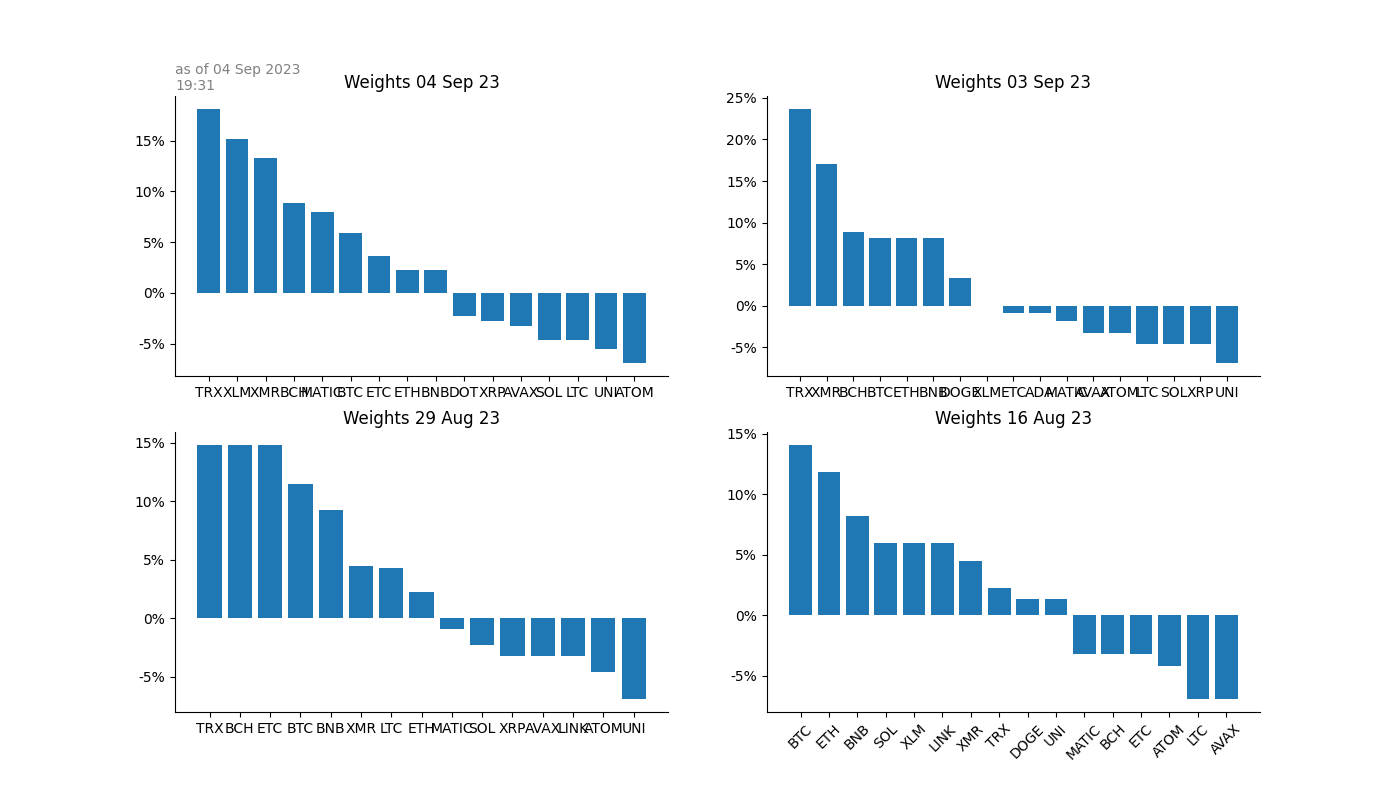 as of 04 Sep 2023
19:31
Weights 04 Sep 23
15%
10%
5%
0%
-5%
TRX XLM XMR BCH MATIC BTC ETC ETH BNB DOT XRP AVAX SOL LTC UNI ATOM
Weights 03 Sep 23
25%
20%
15%
10%
5%
0%
-5%
TRX XMR BCH BTC ETH BNB DOGE XLM ETC ADA MATIC AVAX ATOM LTC SOL XRP UNI
Weights 29 Aug 23
15%
10%
5%
0%
-5%
TRX BCH ETC BTC BNB XMR LTC ETH MATIC SOL XRP AVAX LINK ATOM UNI
Weights 16 Aug 23
15%
10%
5%
0%
-5%
BTC ETH BNB SOL XLM LINK XMR TRX DOGE UNI MATIC BCH ETC ATOM LTC AVAX